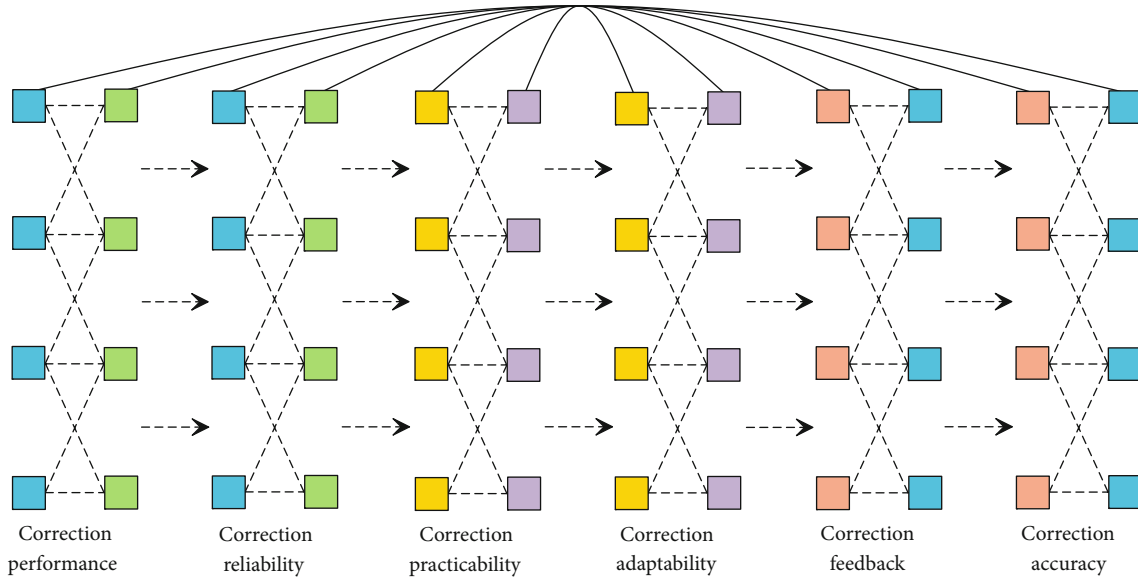 Correction
performance
Correction
reliability
Correction
practicability
Correction
adaptability
Correction
feedback
Correction
accuracy